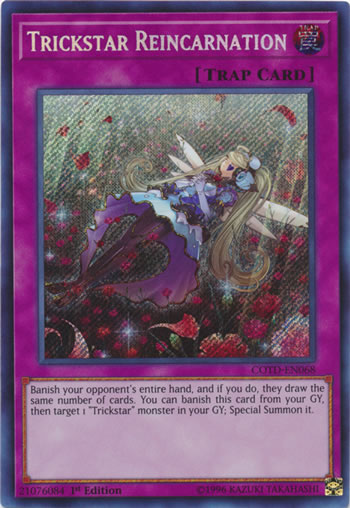 TRICKSTAR REINCARNATION
罠
[TRAP CARD]
COTD-EN068
Banish your opponent's entire hand, and if you do, they draw the
same number of cards. You can banish this card from your GY,
then target 1 "Trickstar" monster in your GY; Special Summon it.
21076084 1st Edition ©1996 KAZUKI TAKAHASHI